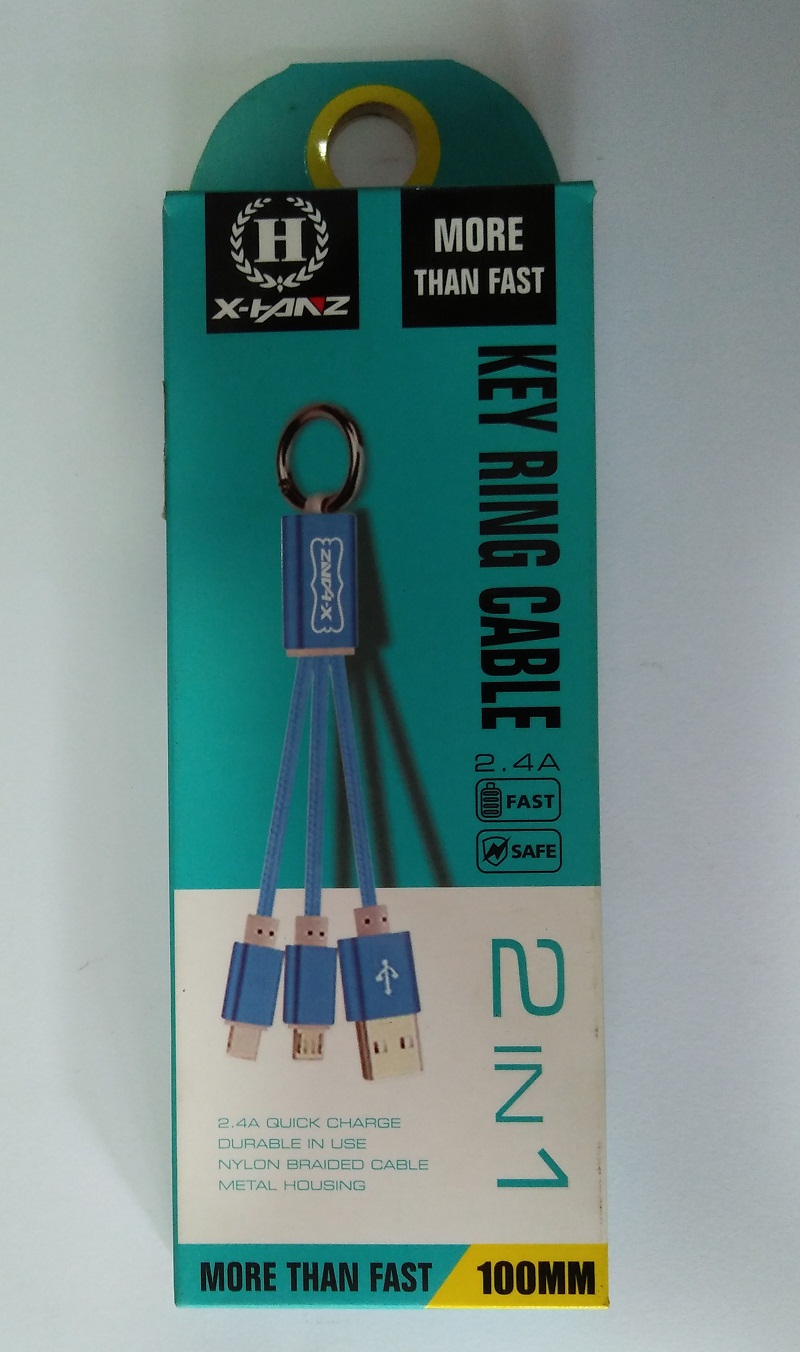 H
X-HANZ
MORE
THAN FAST
KEY RING CABLE
X-HANZ
2.4A
FAST
SAFE
2 IN 1
2.4A QUICK CHARGE
DURABLE IN USE
NYLON BRAIDED CABLE
METAL HOUSING
MORE THAN FAST
100MM